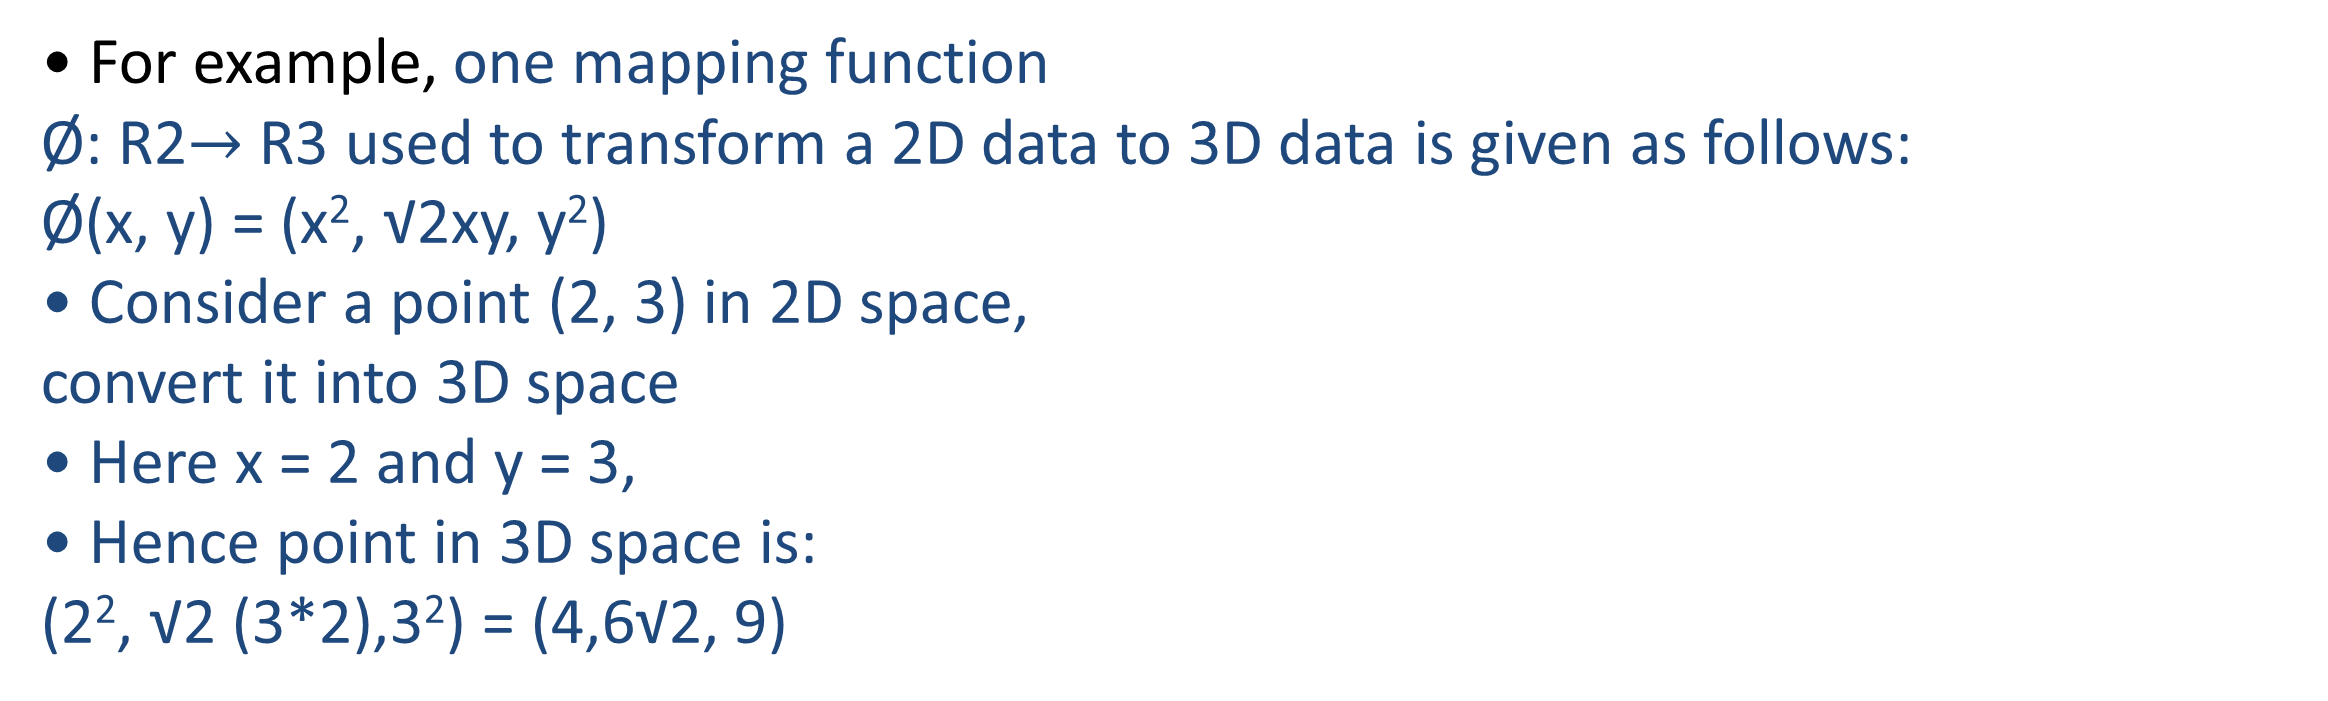 • For example, one mapping function
Ø: R2→ R3 used to transform a 2D data to 3D data is given as follows:
Ø(x, y) = (x², √2xy, y²)
• Consider a point (2, 3) in 2D space,
convert it into 3D space
• Here x = 2 and y = 3,
• Hence point in 3D space is:
(2², √2 (3*2),3²) = (4,6√2, 9)